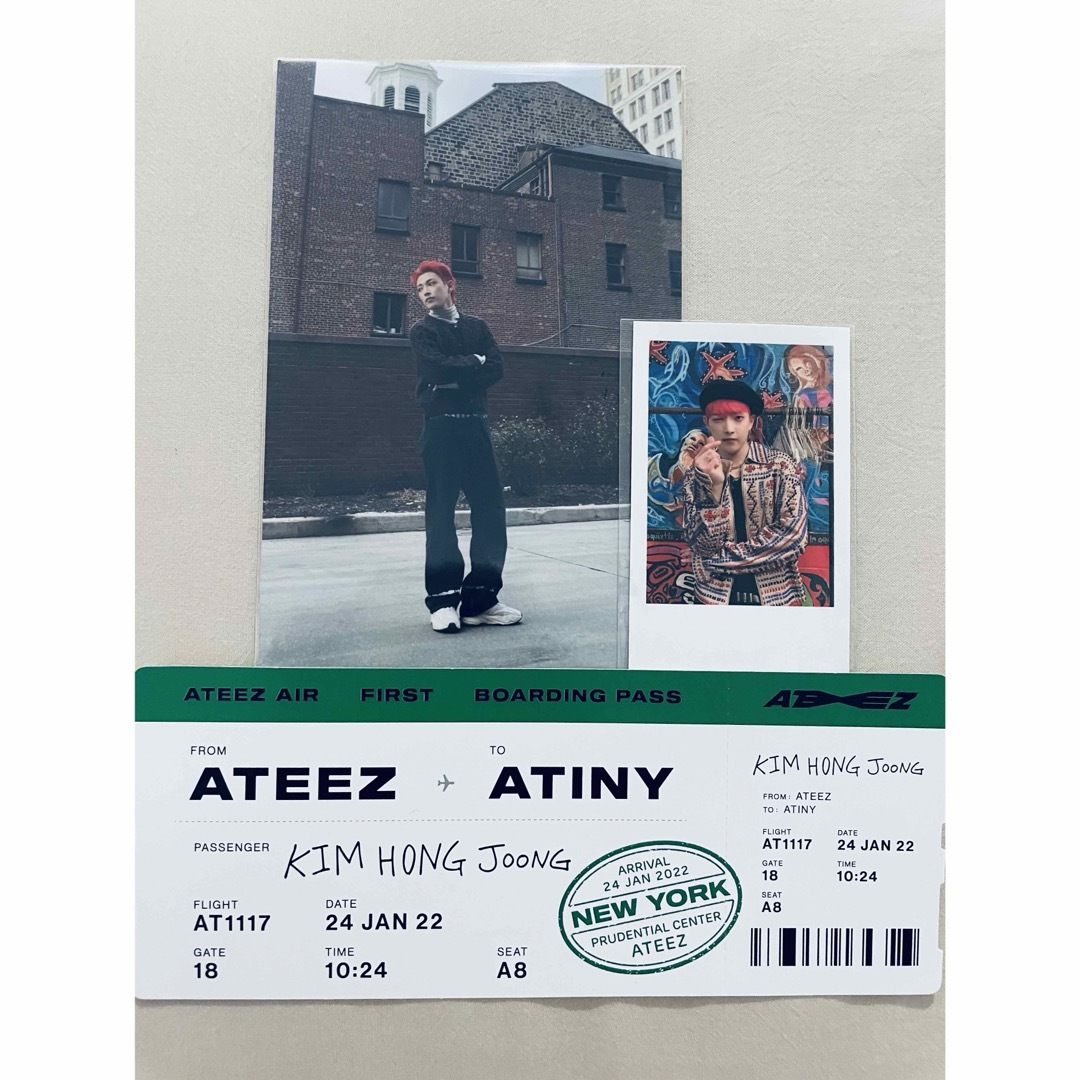 ATEEZ AIR FIRST BOARDING PASS
ATEEZ
FROM TO
ATEEZ ATINY
PASSENGER KIM HONG JOONG
FLIGHT DATE
AT1117 24 JAN 22
GATE TIME SEAT
18 10:24 A8
ARRIVAL
24 JAN 2022
NEW YORK
PRUDENTIAL CENTER
ATEEZ
KIM HONG JOONG
FROM: ATEEZ
TO: ATINY
FLIGHT DATE
AT1117 24 JAN 22
GATE TIME
18 10:24
SEAT
A8